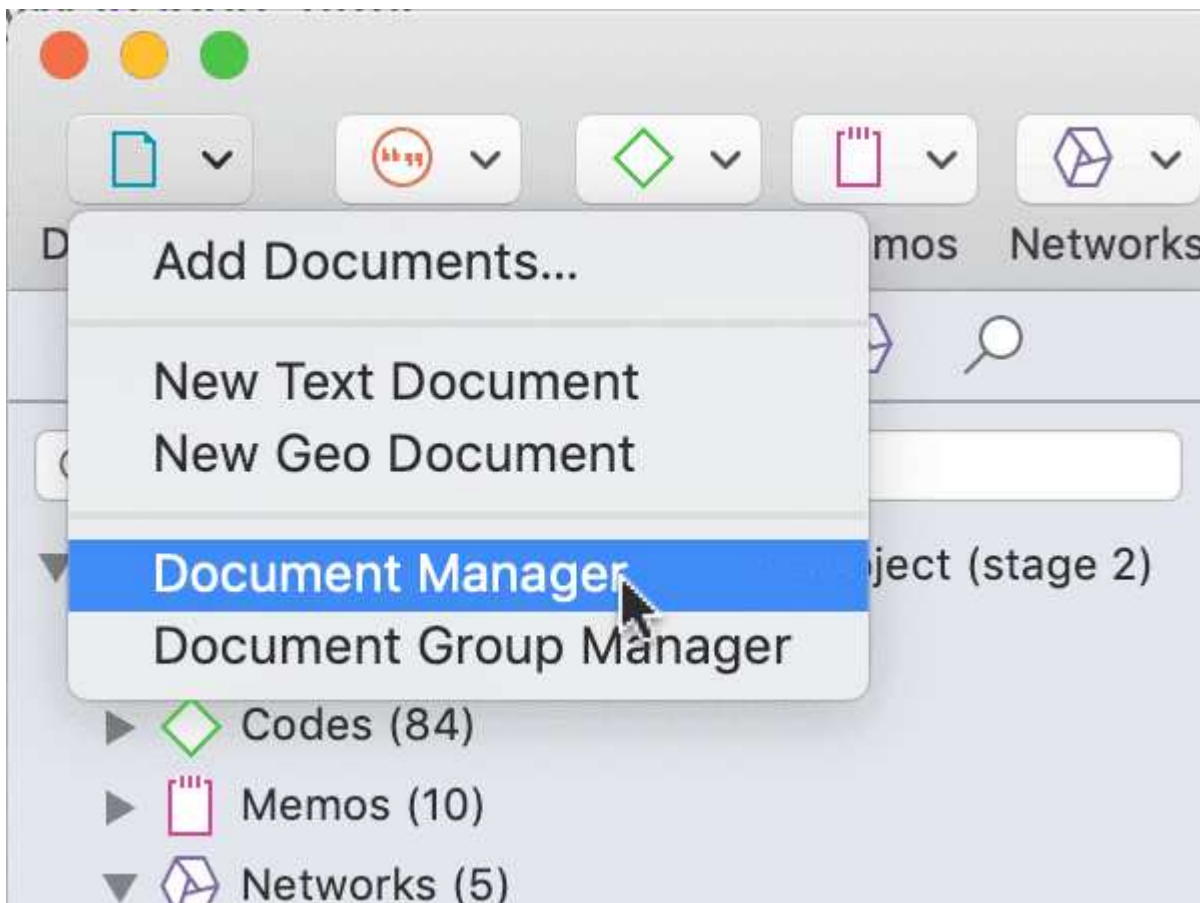 D
mos
Networks
Add Documents...
New Text Document
New Geo Document
Document Manager
ject (stage 2)
Document Group Manager
Codes (84)
Memos (10)
Networks (5)